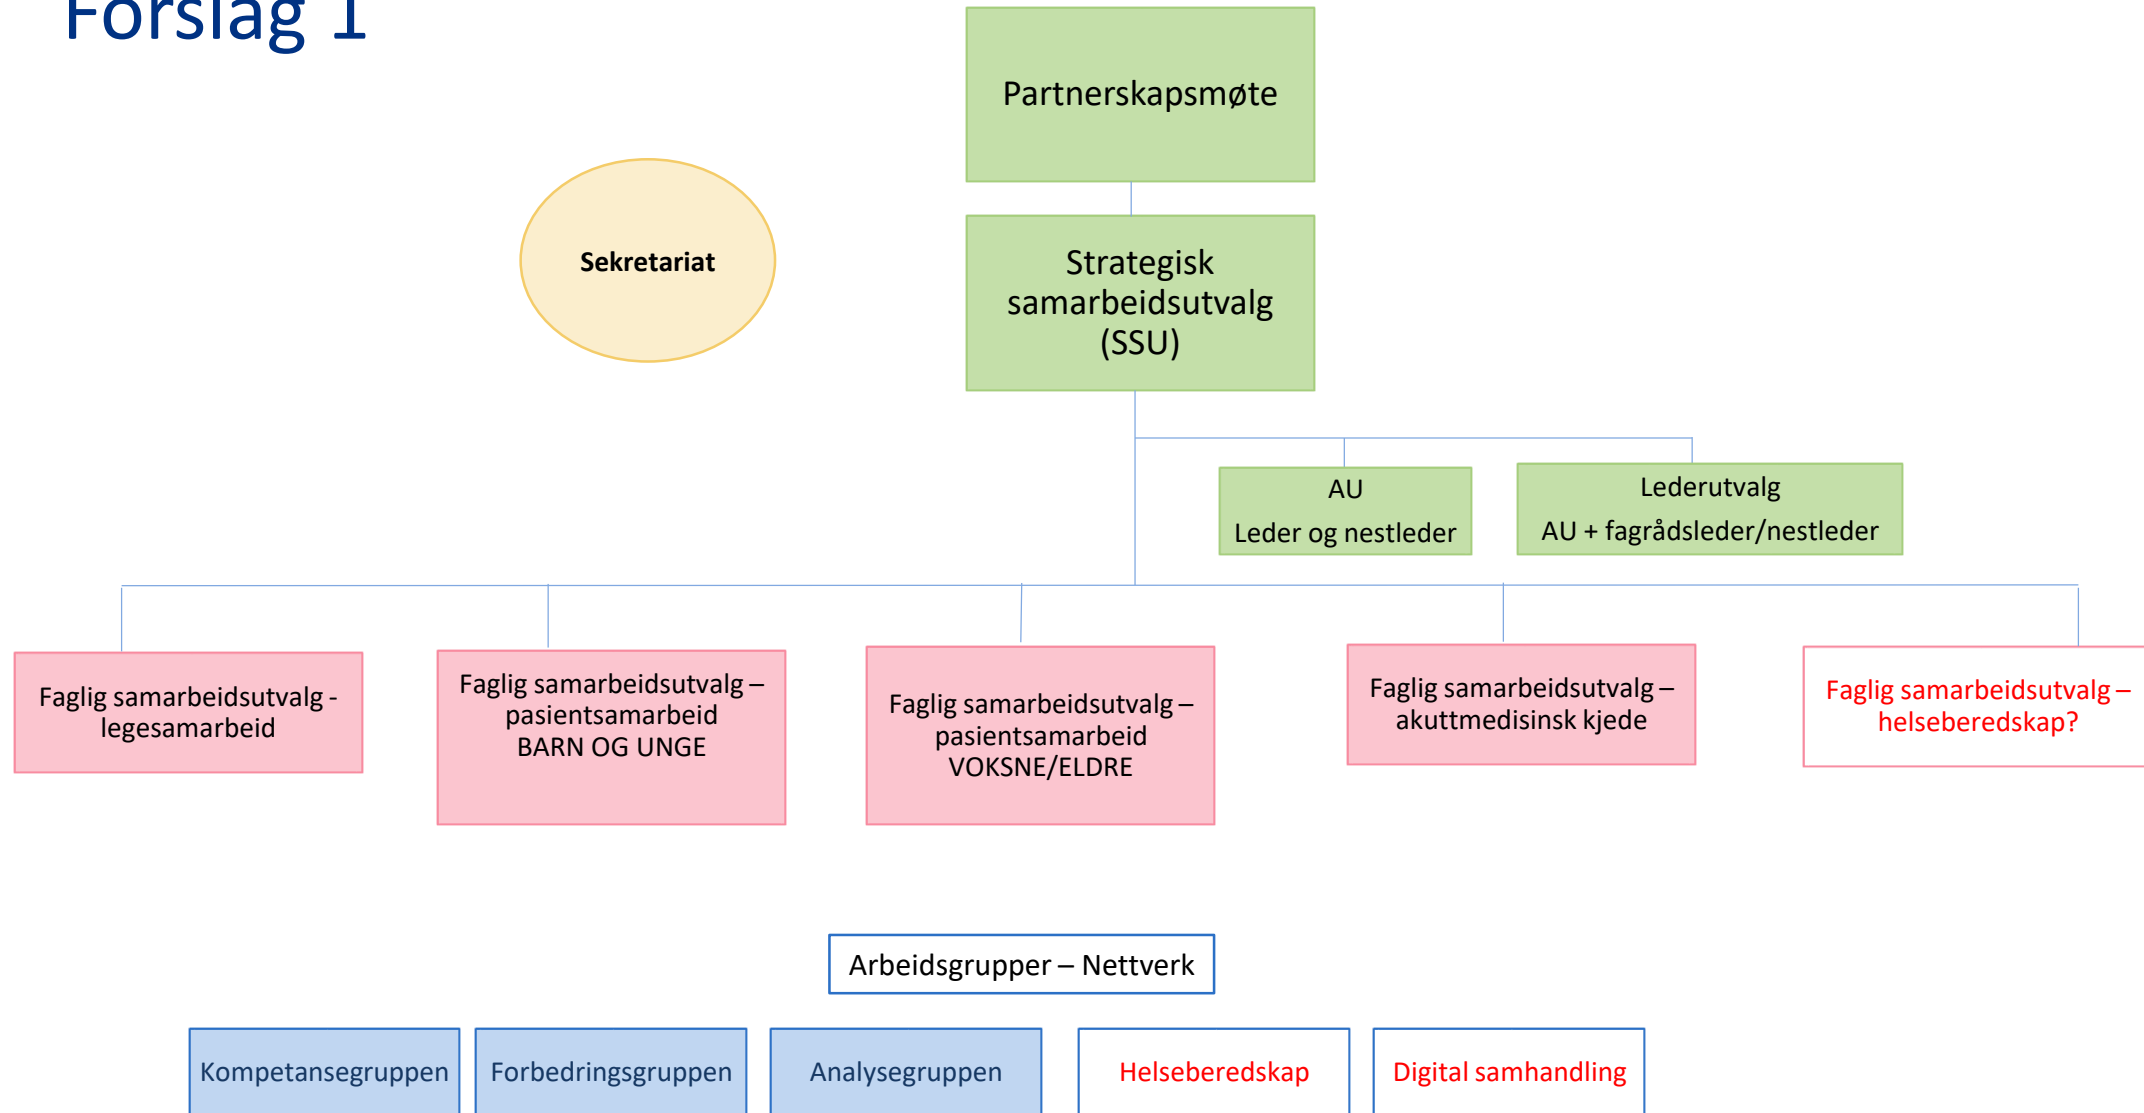 Forslag 1
Partnerskapsmøte
Sekretariat
Strategisk
samarbeidsutvalg
(SSU)
AU
Leder og nestleder
Lederutvalg
AU + fagrådsleder/nestleder
Faglig samarbeidsutvalg -
legesamarbeid
Faglig samarbeidsutvalg –
pasientsamarbeid
BARN OG UNGE
Faglig samarbeidsutvalg –
pasientsamarbeid
VOKSNE/ELDRE
Faglig samarbeidsutvalg –
akuttmedisinsk kjede
Faglig samarbeidsutvalg –
helseberedskap?
Arbeidsgrupper – Nettverk
Kompetansegruppen
Forbedringsgruppen
Analysegruppen
Helseberedskap
Digital samhandling